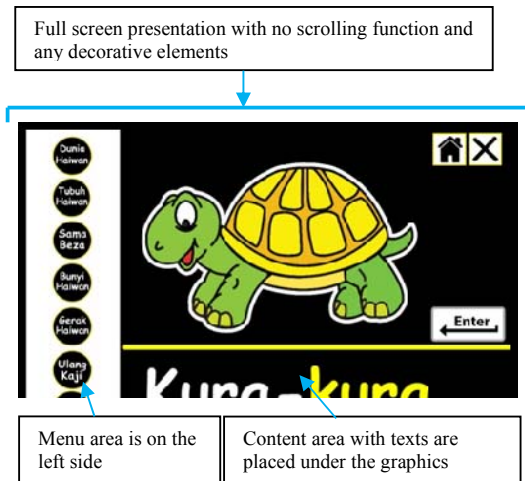 Full screen presentation with no scrolling function and
any decorative elements
Dunia
Haiwan
Tubuh
Haiwan
Sama
Beza
Bunyi
Haiwan
Gerak
Haiwan
Ulang
Kaji
Enter
Kura-kura
Menu area is on the
left side
Content area with texts are
placed under the graphics